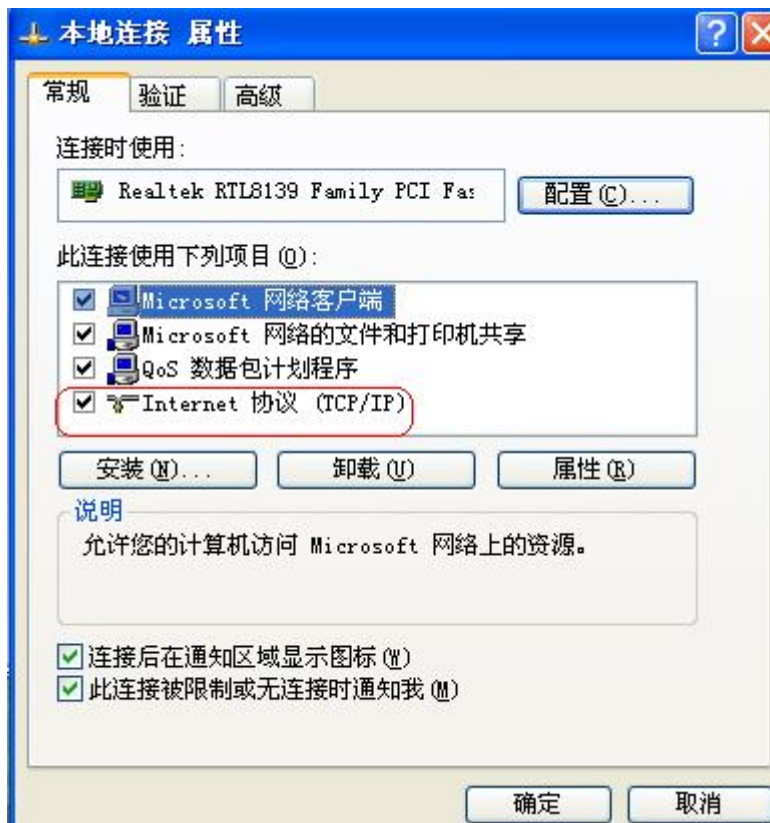 本地连接 属性
常规 验证 高级
连接时使用:
Realtek RTL8139 Family PCI Fas
配置(C)...
此连接使用下列项目(O):
Microsoft 网络客户端
Microsoft 网络的文件和打印机共享
QoS 数据包计划程序
Internet 协议 (TCP/IP)
安装(N)... 卸载(U) 属性(R)
说明
允许您的计算机访问 Microsoft 网络上的资源。
连接后在通知区域显示图标(W)
此连接被限制或无连接时通知我(M)
确定 取消